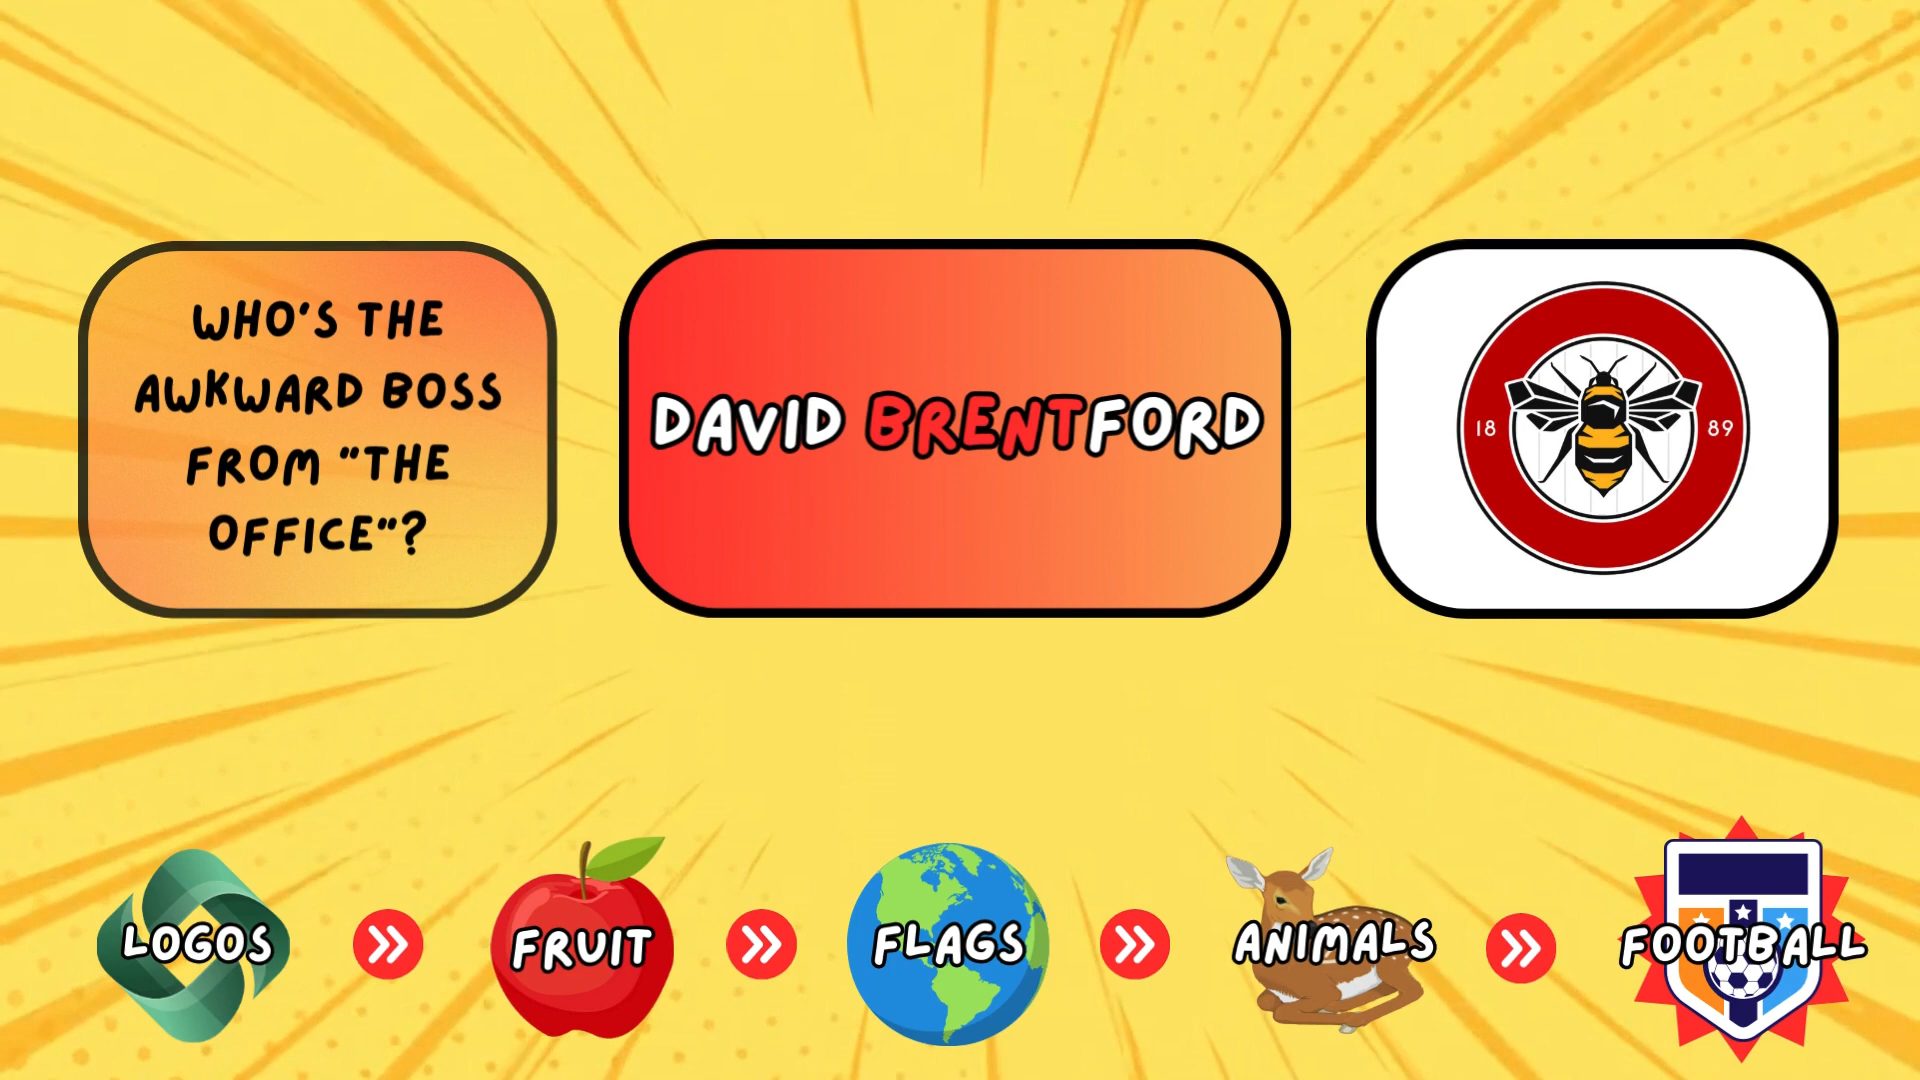 WHO'S THE
AWKWARD BOSS
FROM "THE
OFFICE"?
DAVID BRENTFORD
18 89
LOGOS
FRUIT
FLAGS
ANIMALS
FOOTBALL